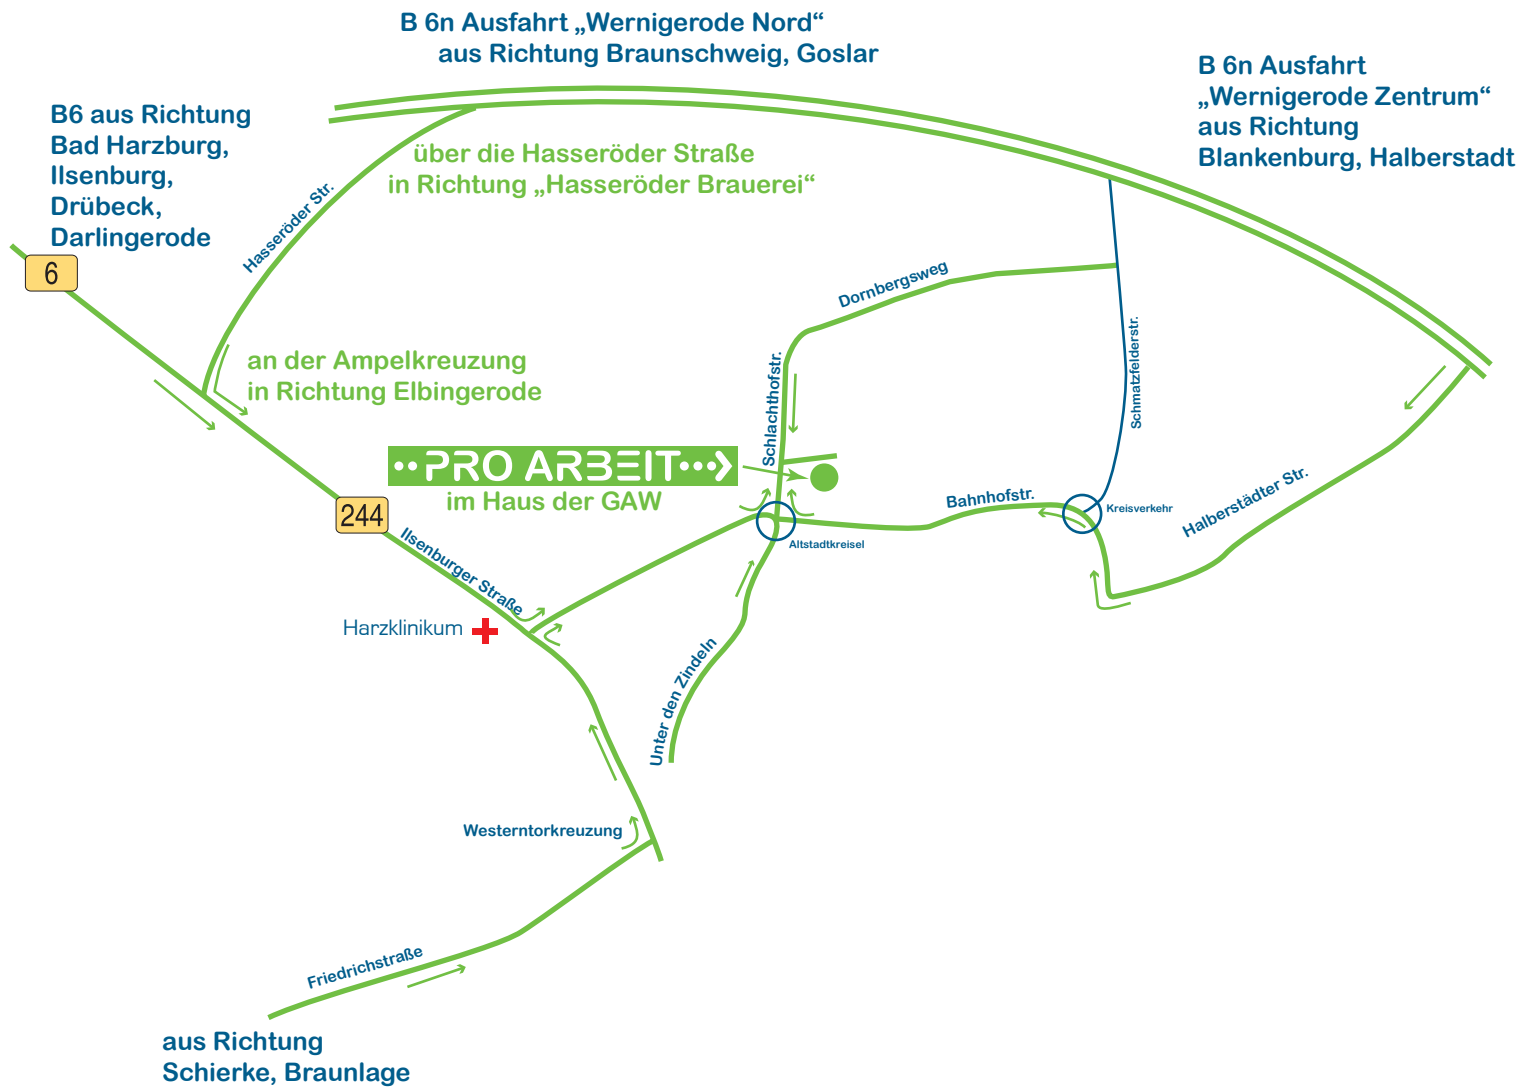 B 6n Ausfahrt „Wernigerode Nord“
aus Richtung Braunschweig, Goslar
B 6n Ausfahrt
„Wernigerode Zentrum“
aus Richtung
Blankenburg, Halberstadt
B6 aus Richtung
Bad Harzburg,
Ilsenburg,
Drübeck,
Darlingerode
über die Hasseröder Straße
in Richtung „Hasseröder Brauerei“
Hasseröder Str.
6
Dornbergsweg
Schmatzfelderstr.
an der Ampelkreuzung
in Richtung Elbingerode
Schlachthofstr.
PRO ARBEIT
im Haus der GAW
244
Bahnhofstr.
Kreisverkehr
Halberstädter Str.
Altstadtkreisel
Ilsenburger Straße
Harzklinikum
Unter den Zindeln
Westerntorkreuzung
Friedrichstraße
aus Richtung
Schierke, Braunlage